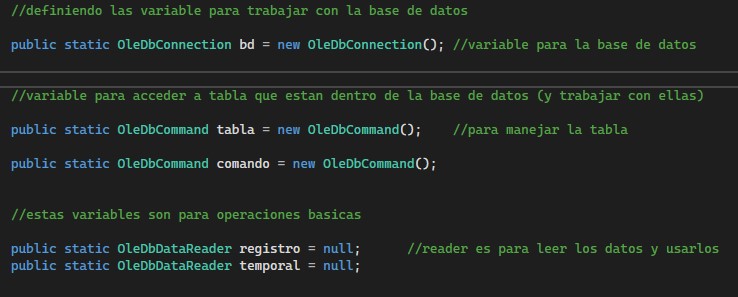 //definiendo las variable para trabajar con la base de datos
public static OleDbConnection bd = new OleDbConnection(); //variable para la base de datos
//variable para acceder a tabla que estan dentro de la base de datos (y trabajar con ellas)
public static OleDbCommand tabla = new OleDbCommand();    //para manejar la tabla
public static OleDbCommand comando = new OleDbCommand();
//estas variables son para operaciones basicas
public static OleDbDataReader registro = null;      //reader es para leer los datos y usarlos
public static OleDbDataReader temporal = null;